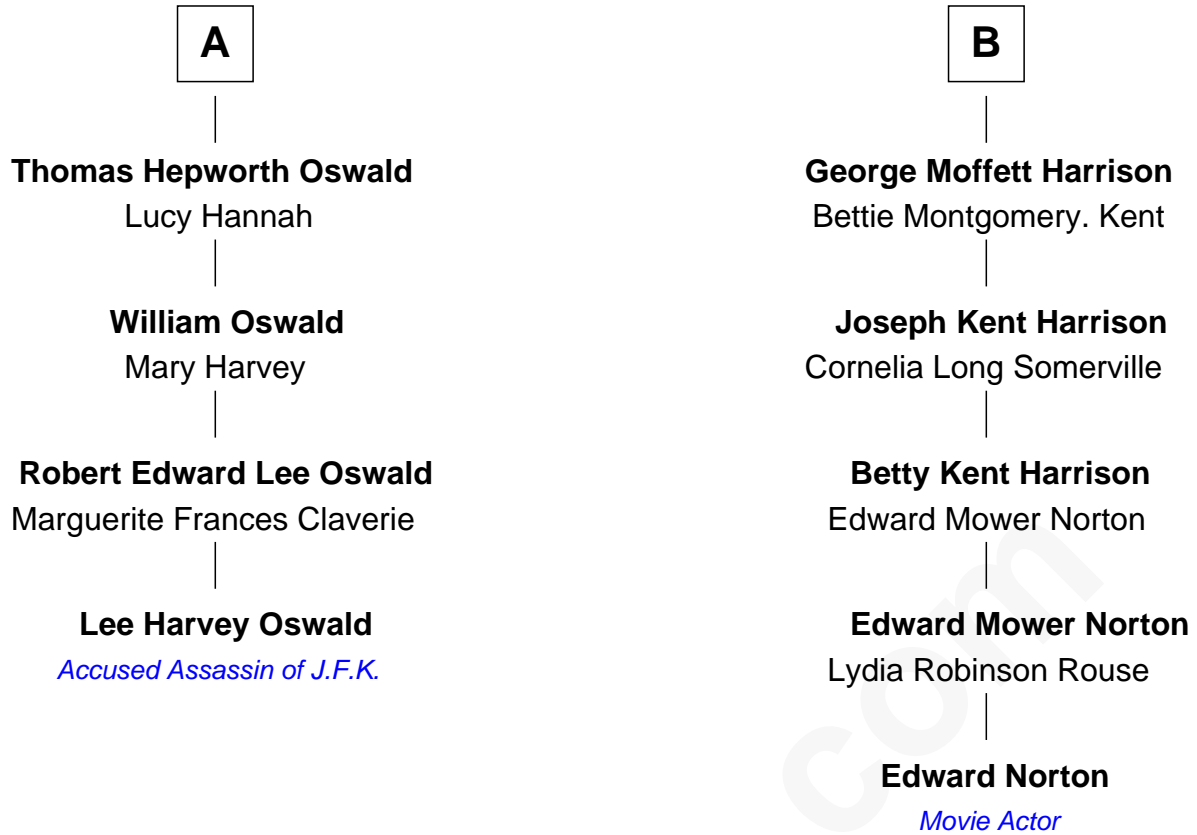 A
Thomas Hepworth Oswald
Lucy Hannah
William Oswald
Mary Harvey
Robert Edward Lee Oswald
Marguerite Frances Claverie
Lee Harvey Oswald
Accused Assassin of J.F.K.
B
George Moffett Harrison
Bettie Montgomery. Kent
Joseph Kent Harrison
Cornelia Long Somerville
Betty Kent Harrison
Edward Mower Norton
Edward Mower Norton
Lydia Robinson Rouse
Edward Norton
Movie Actor
com